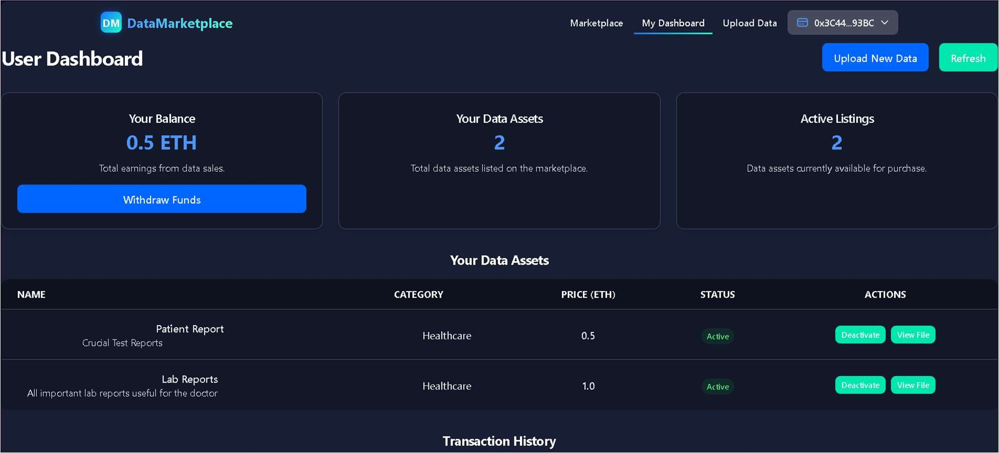 DM DataMarketplace Marketplace My Dashboard Upload Data 0x3C44...93BC
User Dashboard Upload New Data Refresh
Your Balance
0.5 ETH
Total earnings from data sales.
Withdraw Funds
Your Data Assets
2
Total data assets listed on the marketplace.
Active Listings
2
Data assets currently available for purchase.
Your Data Assets
NAME CATEGORY PRICE (ETH) STATUS ACTIONS
Patient Report
Crucial Test Reports
Healthcare 0.5 Active Deactivate View File
Lab Reports
All important lab reports useful for the doctor
Healthcare 1.0 Active Deactivate View File
Transaction History